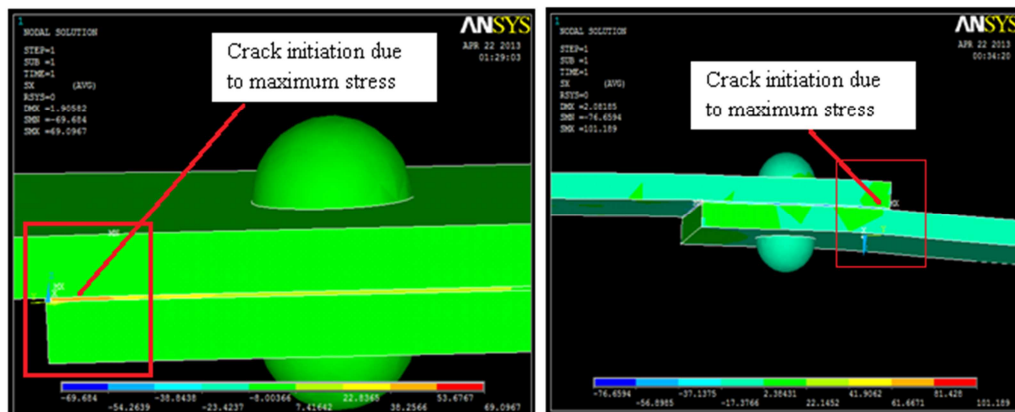 1
ANSYS
NODAL SOLUTION
APR 22 2013
01:29:03
STEP=1
SUB =1
TIME=1
SX (AVG)
RSYS=0
DMX =1.90582
SMN =-69.684
SMX =69.0967
Crack initiation due
to maximum stress
MX
MX
-69.684 -38.8438 -8.00366 22.8365 53.6767
-54.2639 -23.4237 7.41642 38.2566 69.0967
1
ANSYS
NODAL SOLUTION
APR 22 2013
00:34:20
STEP=1
SUB =1
TIME=1
SX (AVG)
RSYS=0
DMX =2.08185
SMN =-76.6594
SMX =101.189
Crack initiation due
to maximum stress
MX
-76.6594 -37.1375 2.38431 41.9062 81.428
-56.8985 -17.3766 22.1452 61.6671 101.189